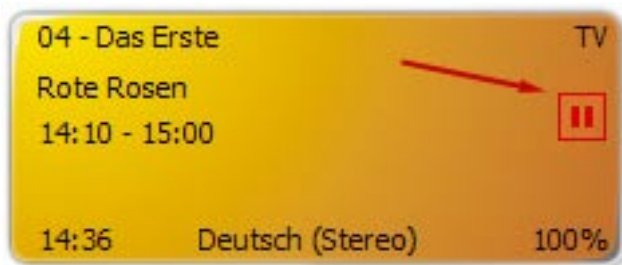 04 - Das Erste TV
Rote Rosen
14:10 - 15:00
14:36 Deutsch (Stereo) 100%